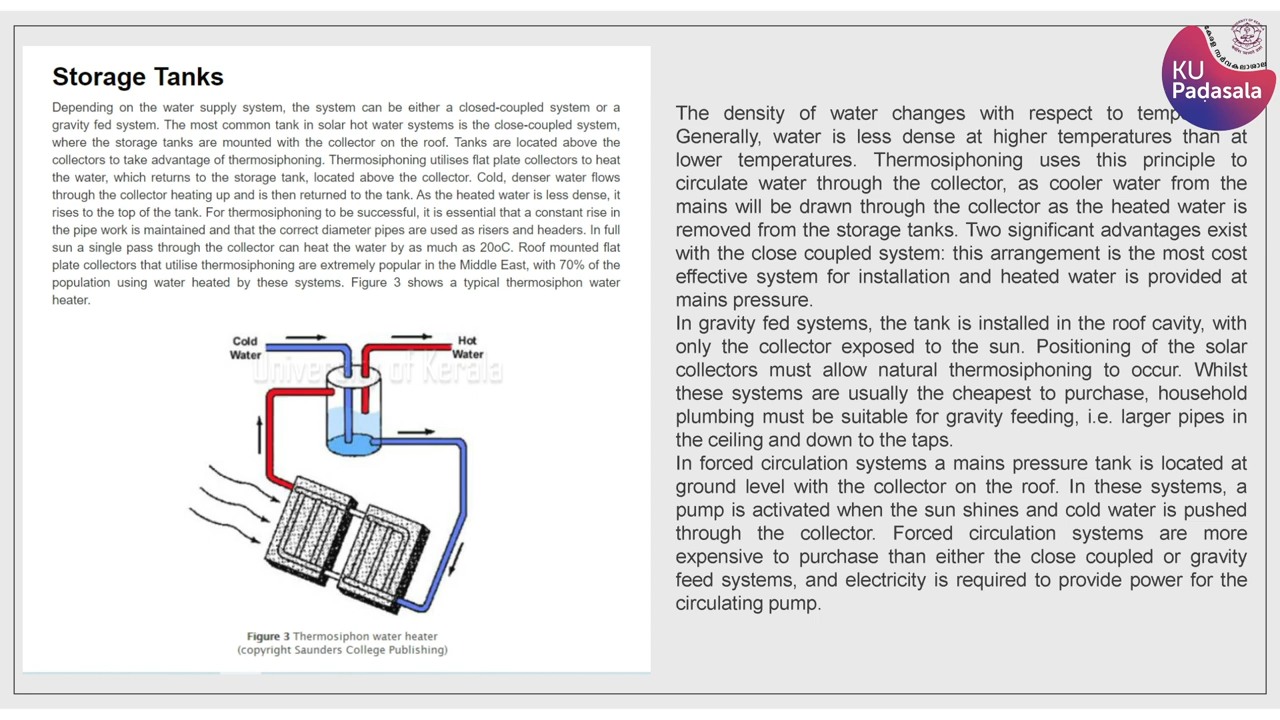 Storage Tanks
Depending on the water supply system, the system can be either a closed-coupled system or a
gravity fed system. The most common tank in solar hot water systems is the close-coupled system,
where the storage tanks are mounted with the collector on the roof. Tanks are located above the
collectors to take advantage of thermosiphoning. Thermosiphoning utilises flat plate collectors to heat
the water, which returns to the storage tank, located above the collector. Cold, denser water flows
through the collector heating up and is then returned to the tank. As the heated water is less dense, it
rises to the top of the tank. For thermosiphoning to be successful, it is essential that a constant rise in
the pipe work is maintained and that the correct diameter pipes are used as risers and headers. In full
sun a single pass through the collector can heat the water by as much as 20oC. Roof mounted flat
plate collectors that utilise thermosiphoning are extremely popular in the Middle East, with 70% of the
population using water heated by these systems. Figure 3 shows a typical thermosiphon water
heater.
Cold
Water
Hot
Water
University of Kerala
Figure 3 Thermosiphon water heater
(copyright Saunders College Publishing)
KU
Padasala
The density of water changes with respect to
Generally, water is less dense at higher temperatures than at
lower temperatures. Thermosiphoning uses this principle to
circulate water through the collector, as cooler water from the
mains will be drawn through the collector as the heated water is
removed from the storage tanks. Two significant advantages exist
with the close coupled system: this arrangement is the most cost
effective system for installation and heated water is provided at
mains pressure.
In gravity fed systems, the tank is installed in the roof cavity, with
only the collector exposed to the sun. Positioning of the solar
collectors must allow natural thermosiphoning to occur. Whilst
these systems are usually the cheapest to purchase, household
plumbing must be suitable for gravity feeding, i.e. larger pipes in
the ceiling and down to the taps.
In forced circulation systems a mains pressure tank is located at
ground level with the collector on the roof. In these systems, a
pump is activated when the sun shines and cold water is pushed
through the collector. Forced circulation systems are more
expensive to purchase than either the close coupled or gravity
feed systems, and electricity is required to provide power for the
circulating pump.